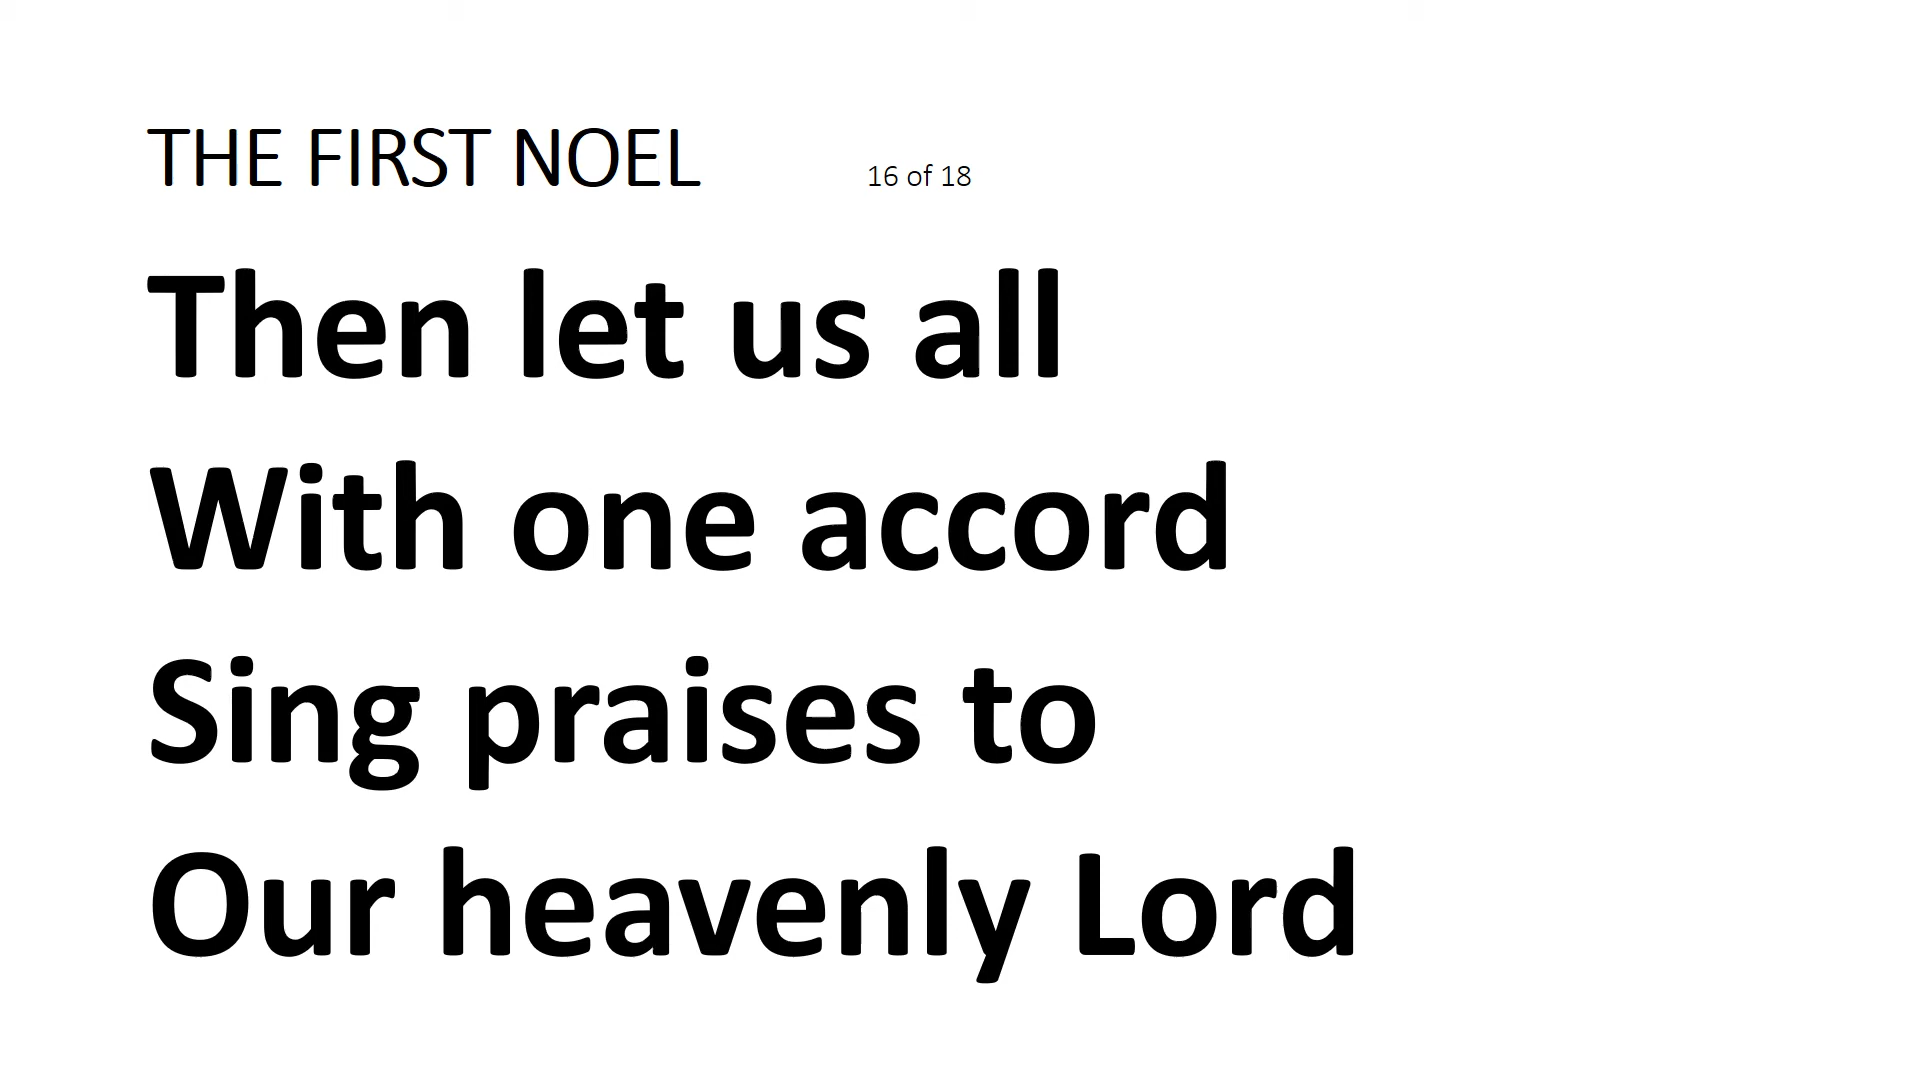 THE FIRST NOEL 16 of 18
Then let us all
With one accord
Sing praises to
Our heavenly Lord